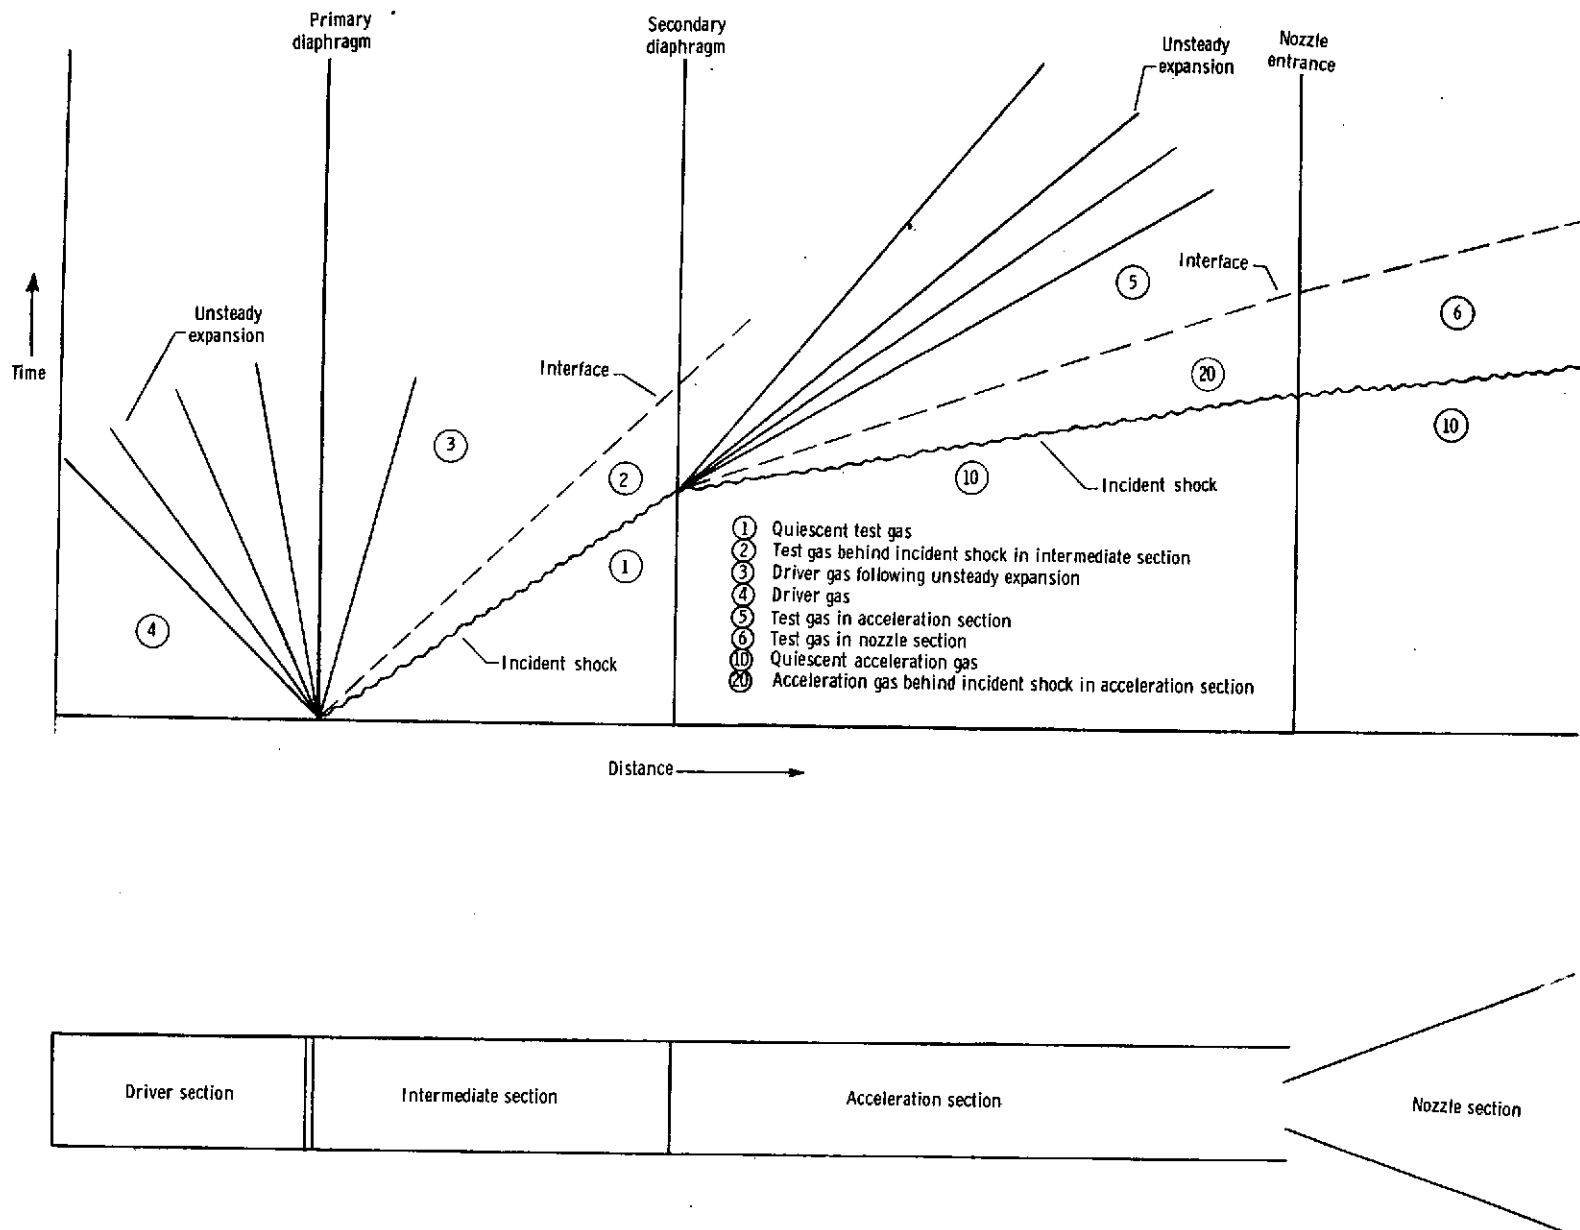 Primary
diaphragm
Secondary
diaphragm
Unsteady
expansion
Nozzle
entrance
Interface
5
6
Unsteady
expansion
Time
Interface
20
10
3
2
10
Incident shock
1
4
Incident shock
1 Quiescent test gas
2 Test gas behind incident shock in intermediate section
3 Driver gas following unsteady expansion
4 Driver gas
5 Test gas in acceleration section
6 Test gas in nozzle section
10 Quiescent acceleration gas
20 Acceleration gas behind incident shock in acceleration section
Distance
Driver section
Intermediate section
Acceleration section
Nozzle section